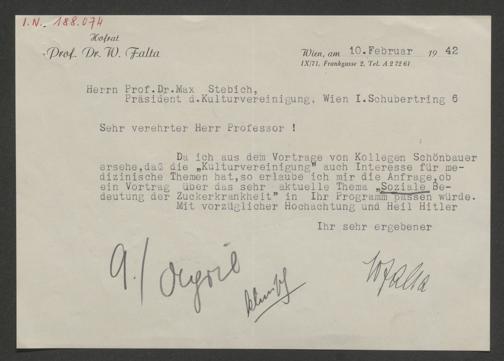 I.N. 188.074
Hofrat
Prof. Dr. W. Falta
Wien, am 10.Februar 1942
IX/71, Frankgasse 2, Tel. A 2 72 61
Herrn Prof.Dr.Max Stebich,
Präsident d.Kulturvereinigung, Wien I.Schubertring 6
Sehr verehrter Herr Professor !
Da ich aus dem Vortrage von Kollegen Schönbauer
ersehe,daß die „Kulturvereinigung" auch Interesse für me-
dizinische Themen hat,so erlaube ich mir die Anfrage,ob
ein Vortrag über das sehr aktuelle Thema „Soziale Be-
deutung der Zuckerkrankheit" in Ihr Programm passen würde.
Mit vorzüglicher Hochachtung und Heil Hitler
Ihr sehr ergebener
WFalta
9./ April